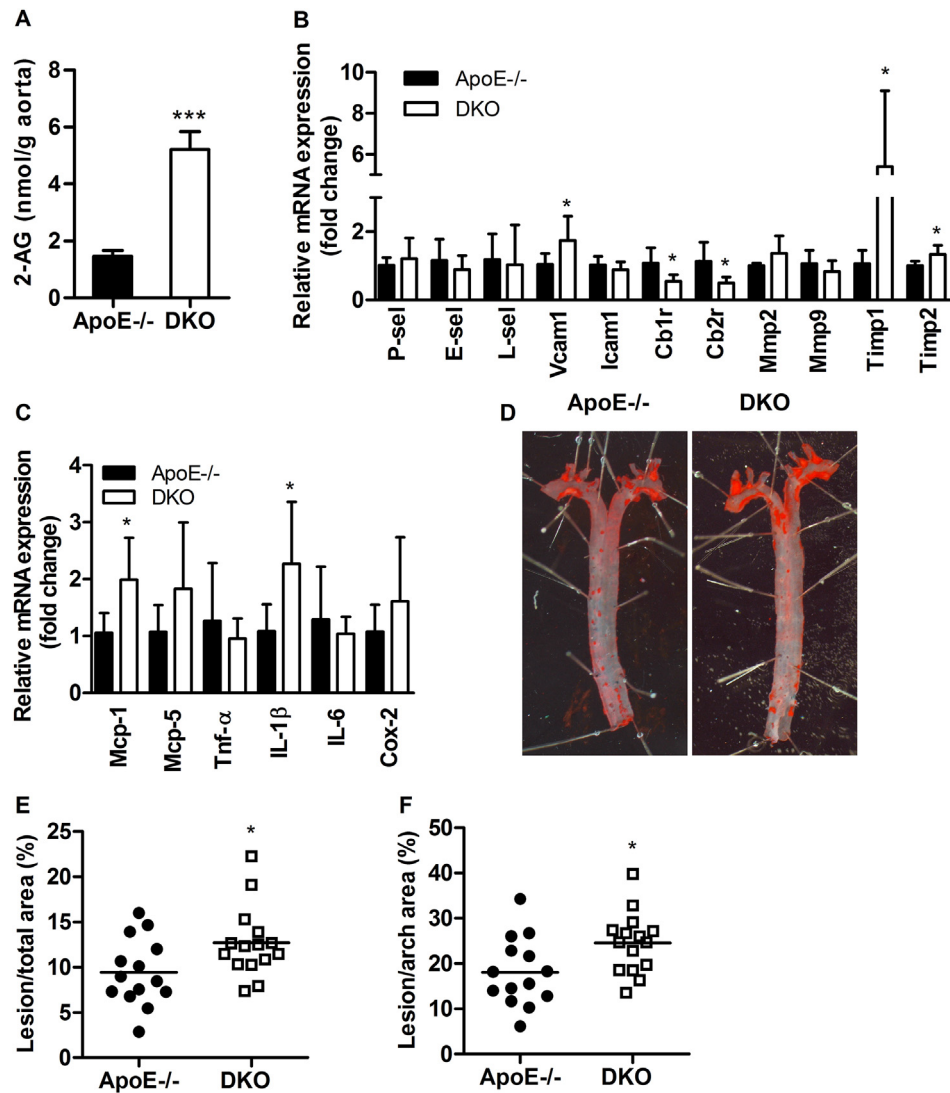 A
2-AG (nmol/g aorta)
8
6
4
2
0
***
ApoE-/- DKO
B
Relative mRNA expression
(fold change)
10
8
6
4
2
0
ApoE-/-
DKO
*
*
*
*
*
P-sel
E-sel
L-sel
Vcam1
Icam1
Cb1r
Cb2r
Mmp2
Mmp9
Timp1
Timp2
C
Relative mRNA expression
(fold change)
4
3
2
1
0
ApoE-/-
DKO
*
*
Mcp-1
Mcp-5
Tnf-α
IL-1β
IL-6
Cox-2
D
ApoE-/- DKO
E
Lesion/total area (%)
25
20
15
10
5
0
*
ApoE-/- DKO
F
Lesion/arch area (%)
50
40
30
20
10
0
*
ApoE-/- DKO